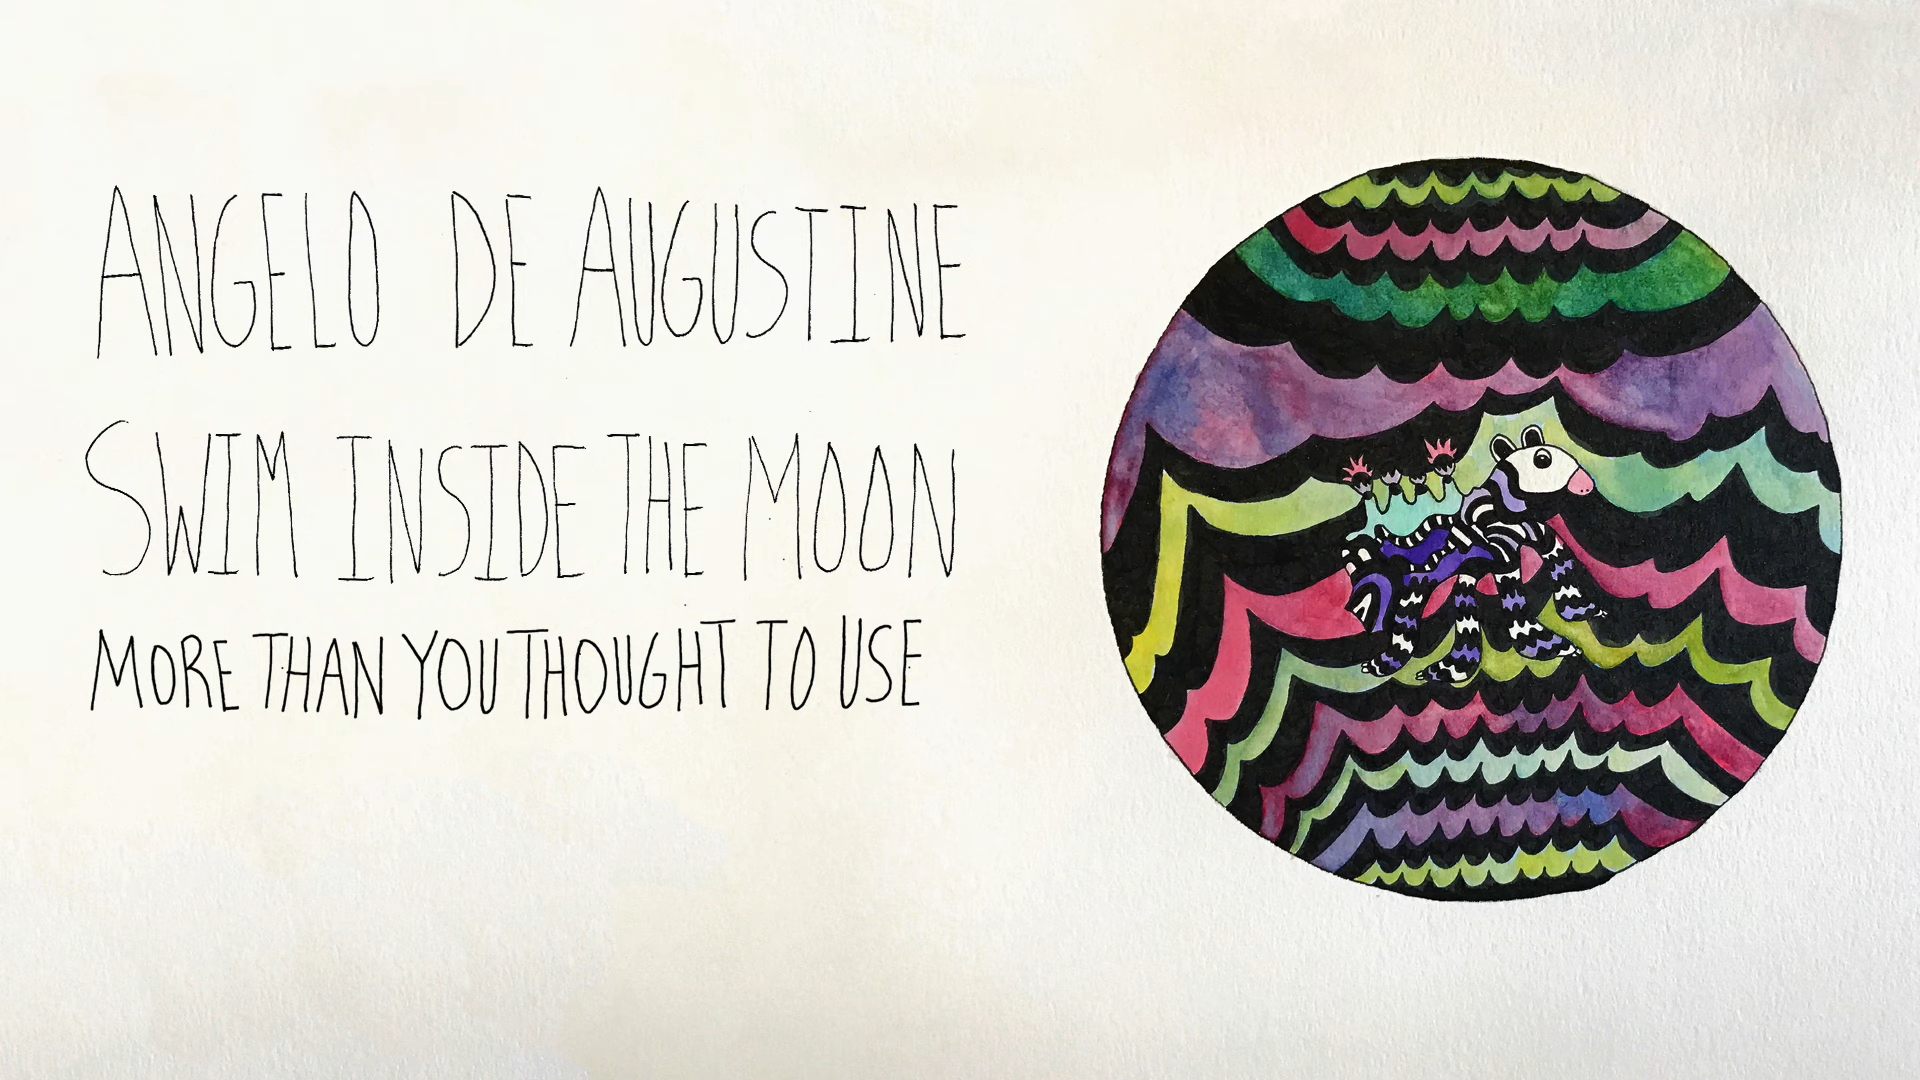 ANGELO DE AUGUSTINE
SWIM INSIDE THE MOON
MORE THAN YOU THOUGHT TO USE